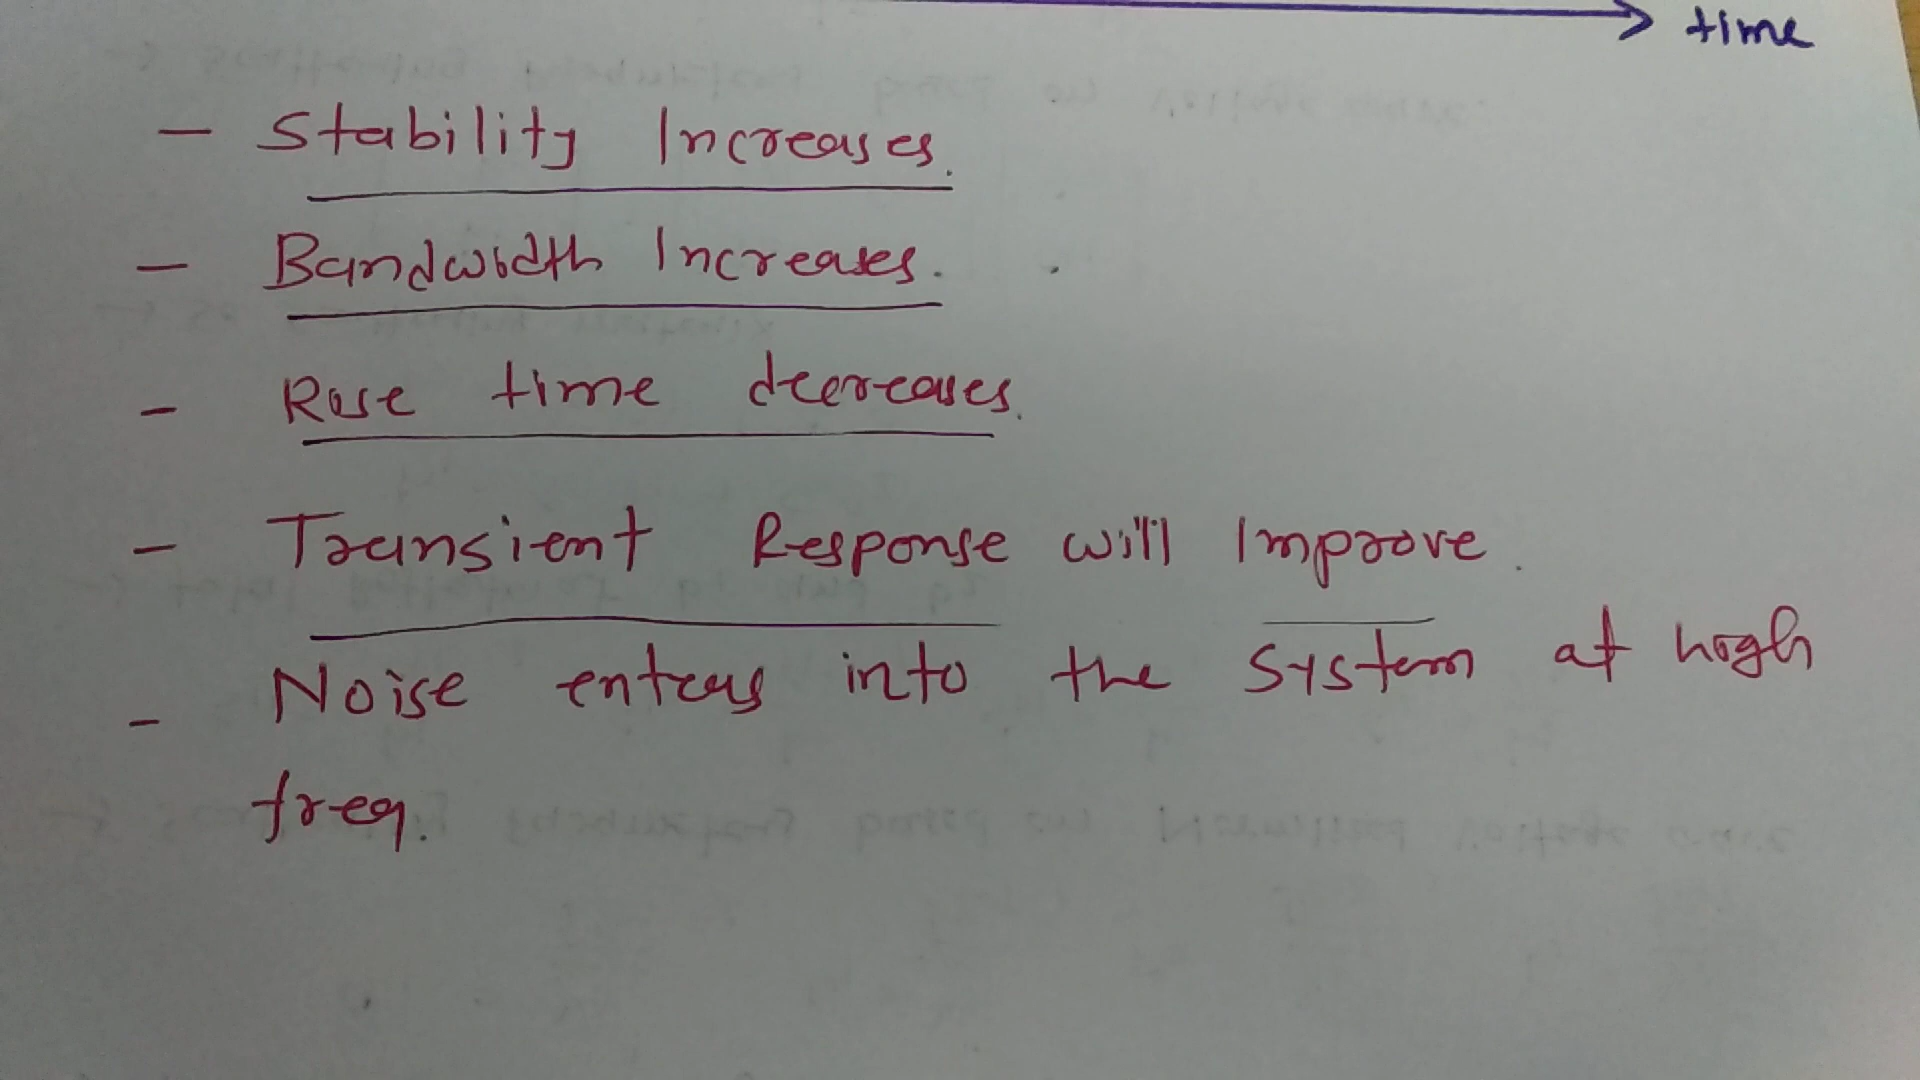 time
- Stability Increases.
- Bandwidth Increases.
- Rise time decreases.
- Transient Response will Improve.
- Noise enters into the System at high
freq.